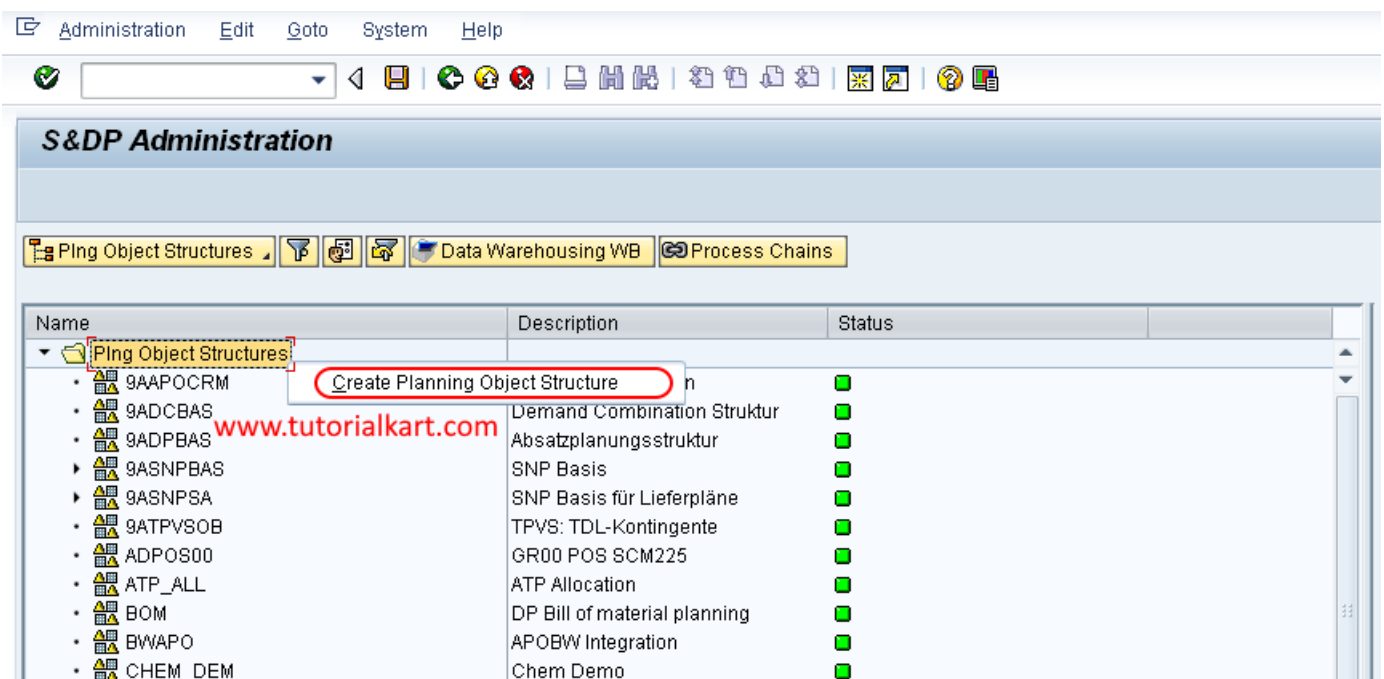 Administration Edit Goto System Help
S&DP Administration
Plng Object Structures Data Warehousing WB Process Chains
Name Description Status
Plng Object Structures
Create Planning Object Structure
9AAPOCRM n
9ADCBAS Demand Combination Struktur
www.tutorialkart.com
9ADPBAS Absatzplanungsstruktur
9ASNPBAS SNP Basis
9ASNPSA SNP Basis für Lieferpläne
9ATPVSOB TPVS: TDL-Kontingente
ADPOS00 GR00 POS SCM225
ATP_ALL ATP Allocation
BOM DP Bill of material planning
BWAPO APOBW Integration
CHEM_DEM Chem Demo